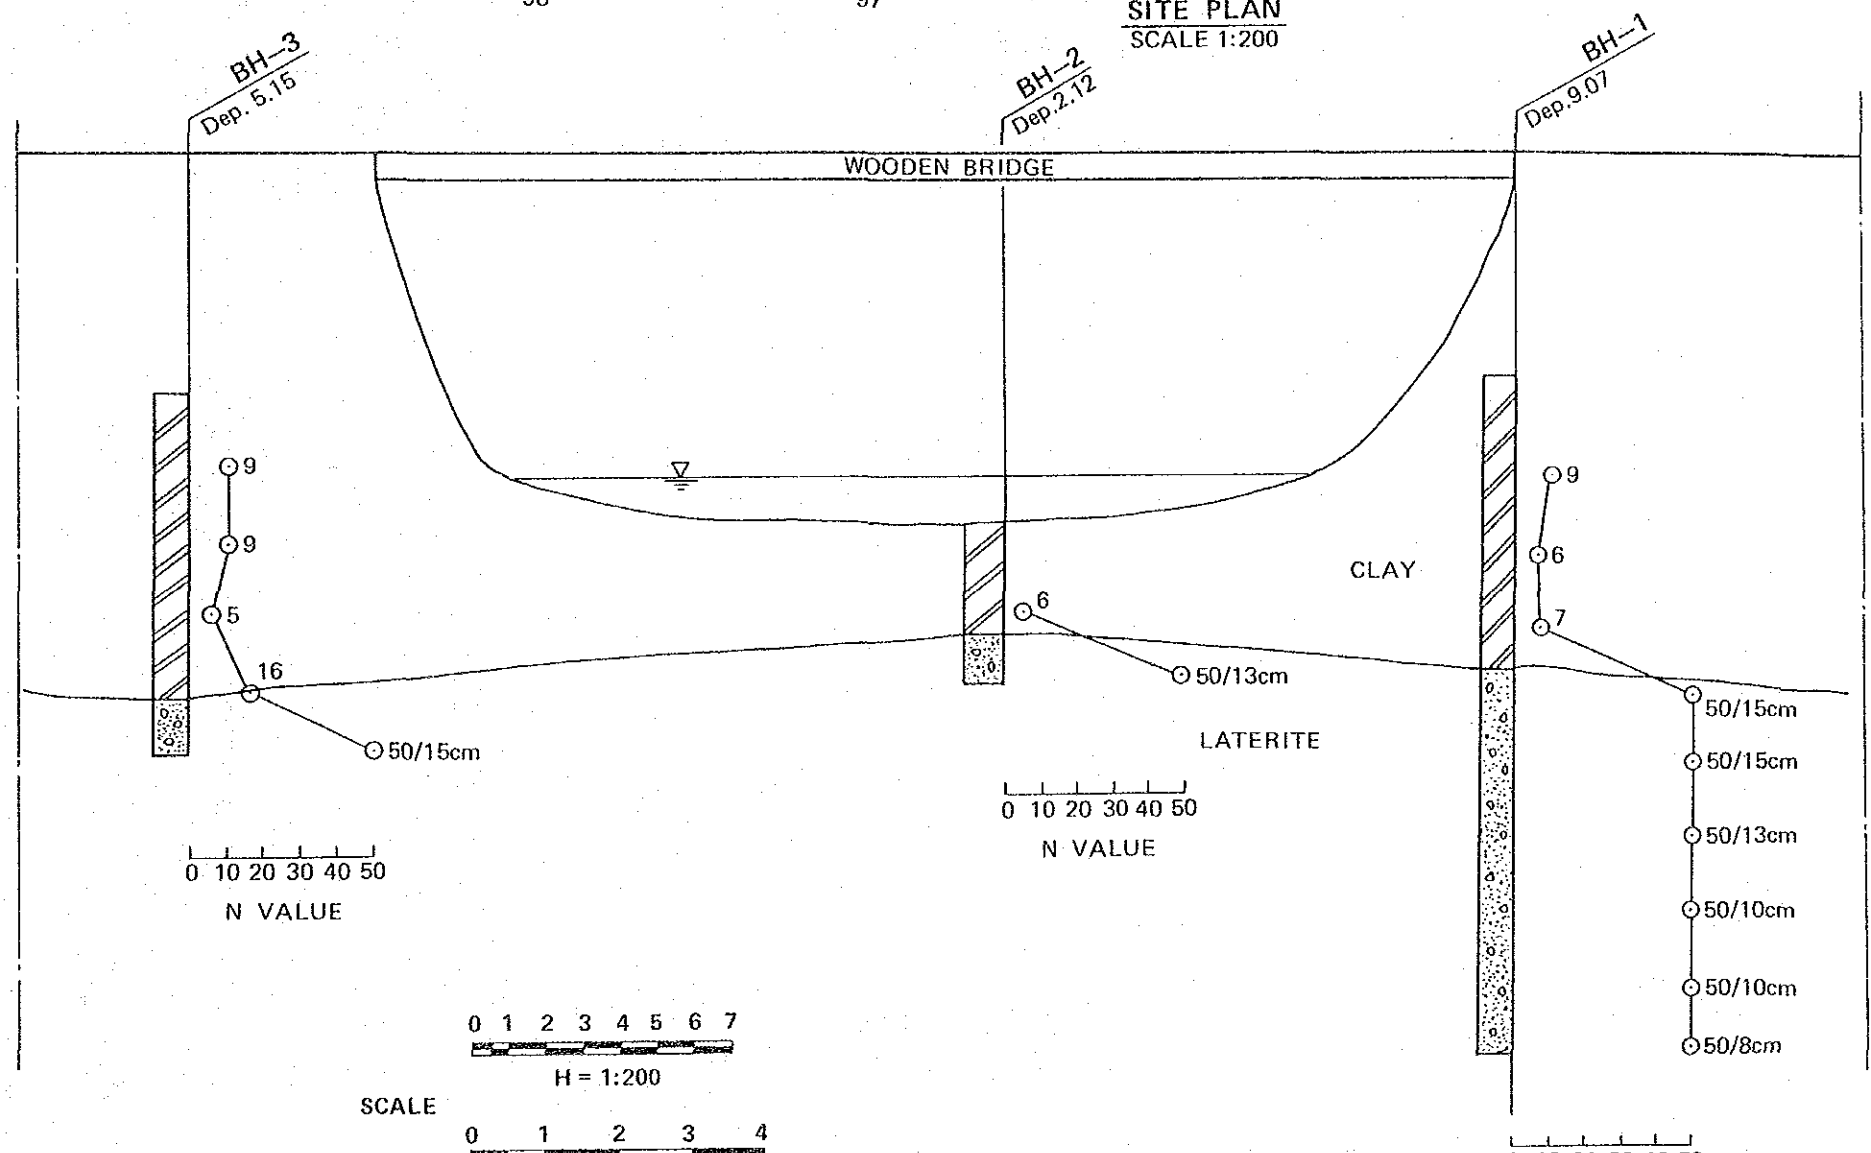 97
SITE PLAN
SCALE 1:200
BH-3
Dep. 5.15
BH-2
Dep.2.12
BH-1
Dep.9.07
WOODEN BRIDGE
9
9
5
16
50/15cm
6
50/13cm
CLAY
LATERITE
9
6
7
50/15cm
50/15cm
50/13cm
50/10cm
50/10cm
50/8cm
0 10 20 30 40 50
N VALUE
0 10 20 30 40 50
N VALUE
0 1 2 3 4 5 6 7
H = 1:200
SCALE
0 1 2 3 4